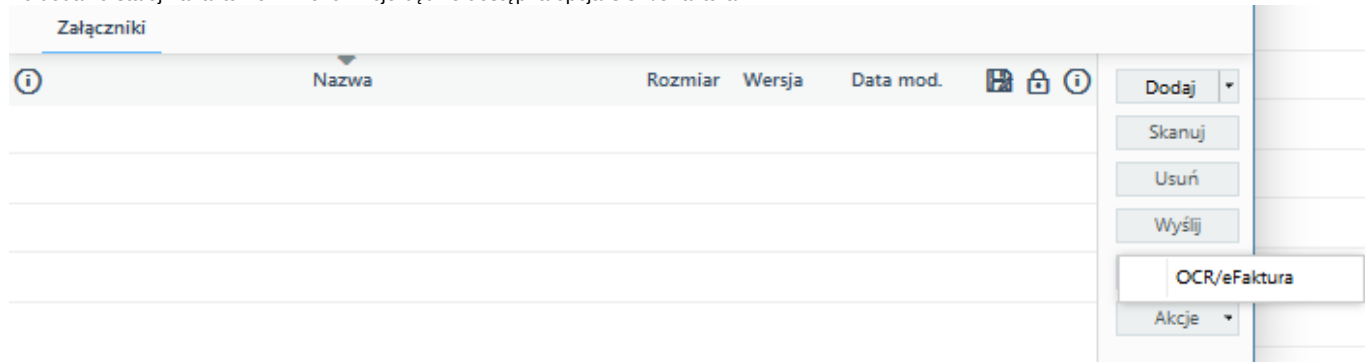 Załączniki
Nazwa Rozmiar Wersja Data mod.
Dodaj
Skanuj
Usuń
Wyślij
OCR/eFaktura
Akcje